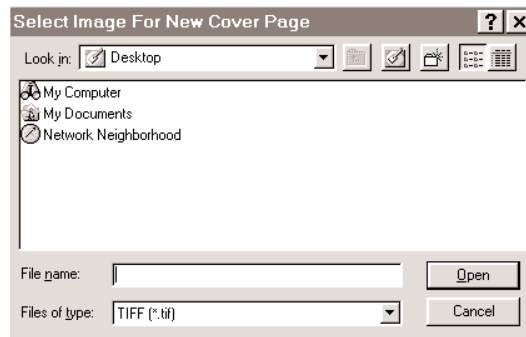 Select Image For New Cover Page
Look in: Desktop
My Computer
My Documents
Network Neighborhood
File name:
Open
Files of type: TIFF (*.tif)
Cancel